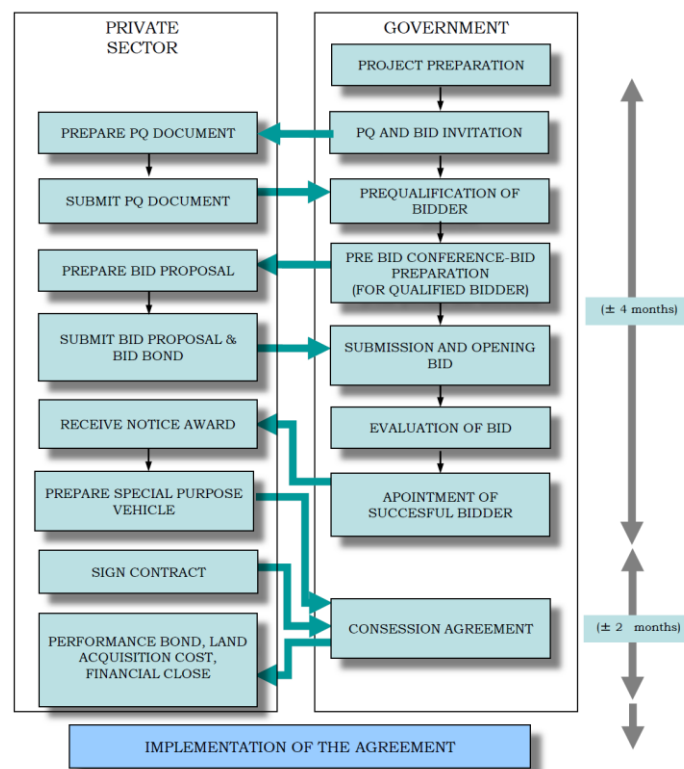 PRIVATE
SECTOR
PREPARE PQ DOCUMENT
SUBMIT PQ DOCUMENT
PREPARE BID PROPOSAL
SUBMIT BID PROPOSAL &
BID BOND
RECEIVE NOTICE AWARD
PREPARE SPECIAL PURPOSE
VEHICLE
SIGN CONTRACT
PERFORMANCE BOND, LAND
ACQUISITION COST,
FINANCIAL CLOSE
GOVERNMENT
PROJECT PREPARATION
PQ AND BID INVITATION
PREQUALIFICATION OF
BIDDER
PRE BID CONFERENCE-BID
PREPARATION
(FOR QUALIFIED BIDDER)
SUBMISSION AND OPENING
BID
EVALUATION OF BID
APOINTMENT OF
SUCCESFUL BIDDER
CONSESSION AGREEMENT
(± 4 months)
(± 2 months)
IMPLEMENTATION OF THE AGREEMENT